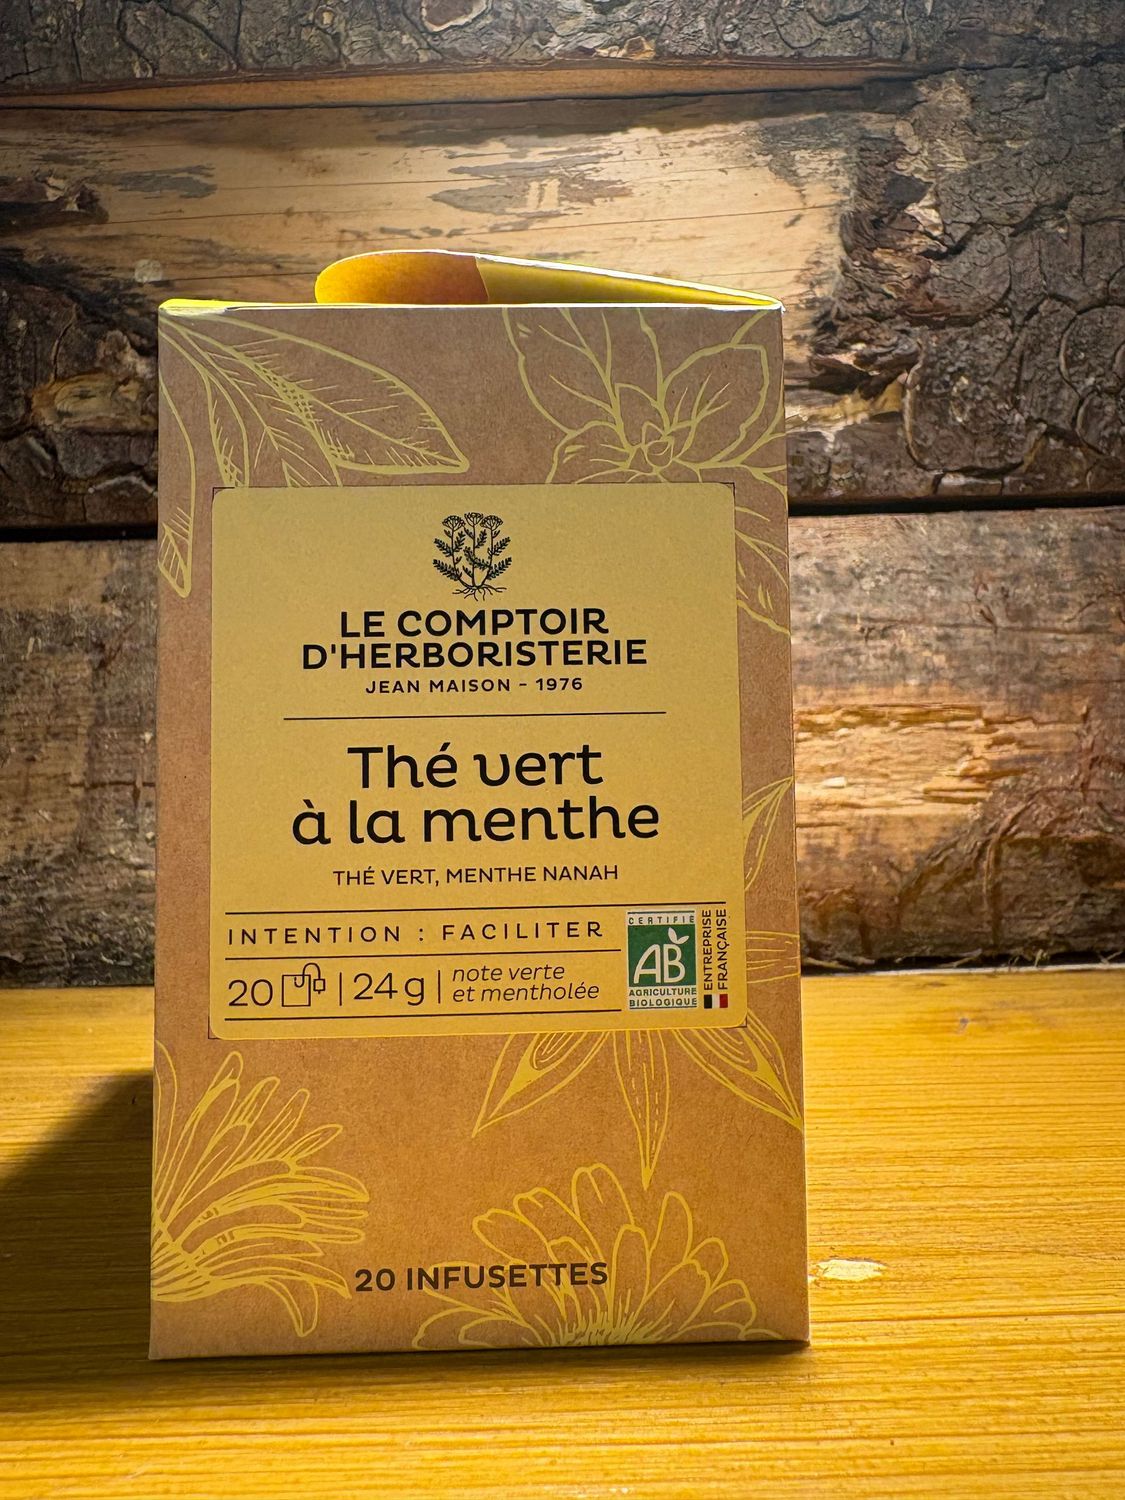 LE COMPTOIR
D'HERBORISTERIE
JEAN MAISON - 1976
Thé vert
à la menthe
THÉ VERT, MENTHE NANAH
INTENTION : FACILITER
20 | 24 g | note verte
et mentholée
CERTIFIÉ
AB
AGRICULTURE
BIOLOGIQUE
ENTREPRISE
FRANÇAISE
20 INFUSETTES